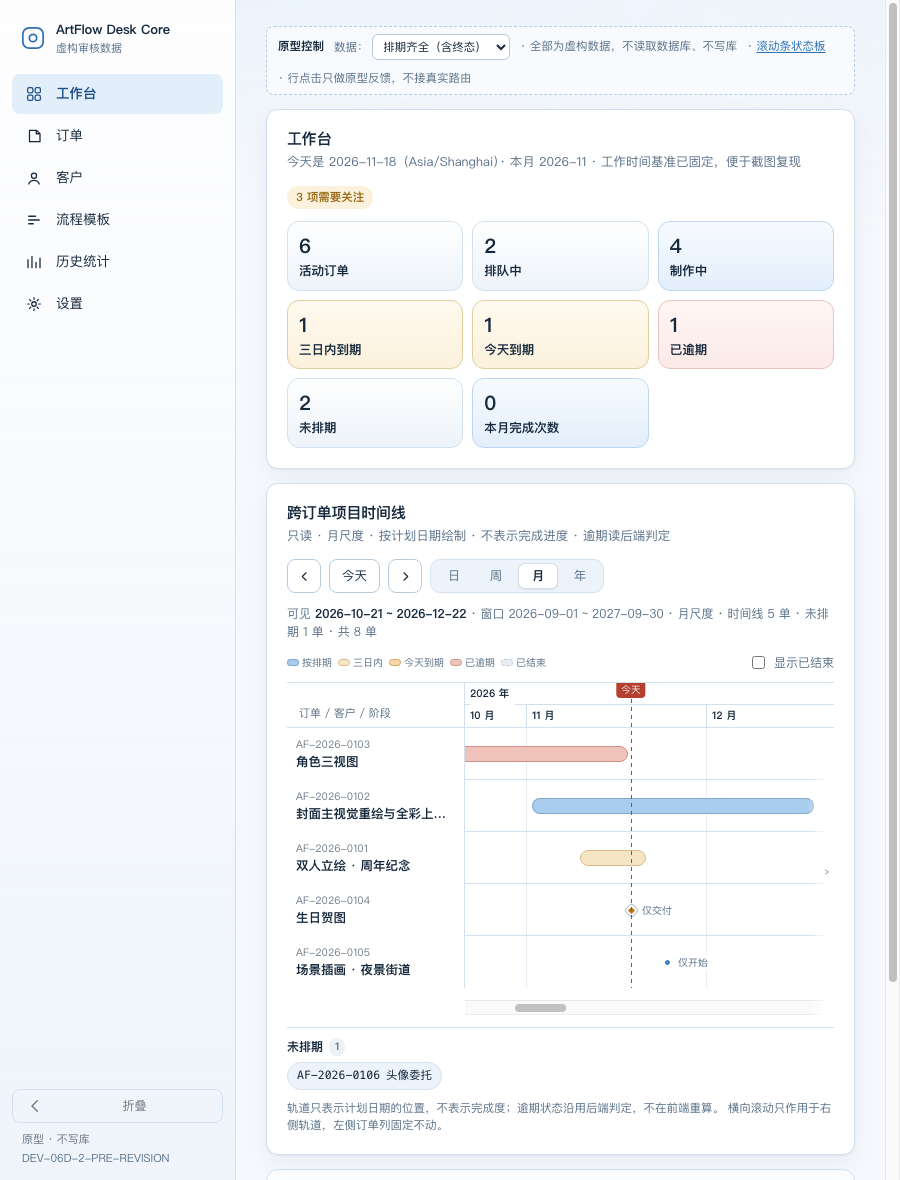 ArtFlow Desk Core
虚构审核数据
工作台
订单
客户
流程模板
历史统计
设置
折叠
原型 · 不写库
DEV-06D-2-PRE-REVISION
原型控制 数据： 排期齐全（含终态） · 全部为虚构数据，不读取数据库、不写库 · 滚动条状态板
· 行点击只做原型反馈，不接真实路由
工作台
今天是 2026-11-18（Asia/Shanghai）· 本月 2026-11 · 工作时间基准已固定，便于截图复现
3 项需要关注
6
活动订单
2
排队中
4
制作中
1
三日内到期
1
今天到期
1
已逾期
2
未排期
0
本月完成次数
跨订单项目时间线
只读 · 月尺度 · 按计划日期绘制 · 不表示完成进度 · 逾期读后端判定
今天 日 周 月 年
可见 2026-10-21 ~ 2026-12-22 · 窗口 2026-09-01 ~ 2027-09-30 · 月尺度 · 时间线 5 单 · 未排
期 1 单 · 共 8 单
按排期 三日内 今天到期 已逾期 已结束 显示已结束
2026 年 今天
订单 / 客户 / 阶段 10 月 11 月 12 月
AF-2026-0103
角色三视图
AF-2026-0102
封面主视觉重绘与全彩上...
AF-2026-0101
双人立绘 · 周年纪念
AF-2026-0104
生日贺图
仅交付
AF-2026-0105
场景插画 · 夜景街道
仅开始
未排期 1
AF-2026-0106 头像委托
轨道只表示计划日期的位置，不表示完成度；逾期状态沿用后端判定，不在前端重算。 横向滚动只作用于右
侧轨道，左侧订单列固定不动。